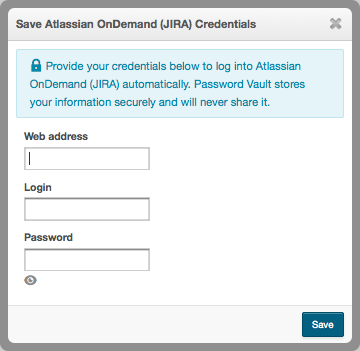 Save Atlassian OnDemand (JIRA) Credentials
Provide your credentials below to log into Atlassian
OnDemand (JIRA) automatically. Password Vault stores
your information securely and will never share it.
Web address
Login
Password
Save